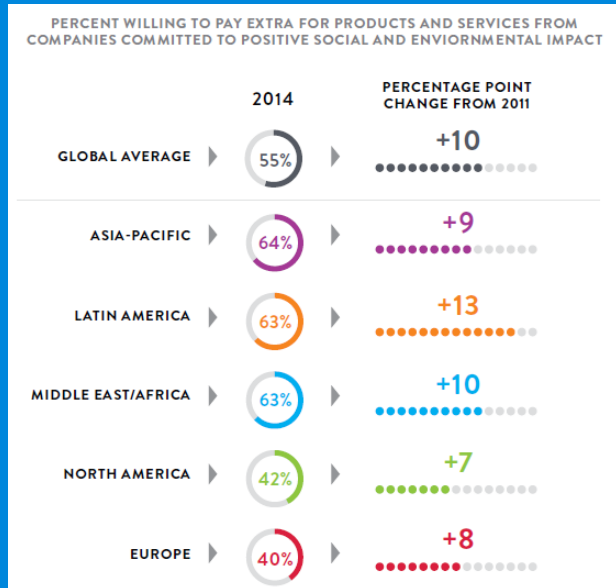 PERCENT WILLING TO PAY EXTRA FOR PRODUCTS AND SERVICES FROM
COMPANIES COMMITTED TO POSITIVE SOCIAL AND ENVIORNMENTAL IMPACT
2014
PERCENTAGE POINT
CHANGE FROM 2011
GLOBAL AVERAGE 55% +10
ASIA-PACIFIC 64% +9
LATIN AMERICA 63% +13
MIDDLE EAST/AFRICA 63% +10
NORTH AMERICA 42% +7
EUROPE 40% +8